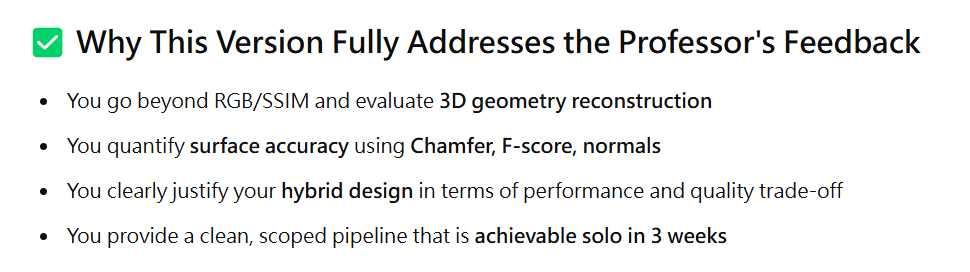 ✅ Why This Version Fully Addresses the Professor's Feedback
• You go beyond RGB/SSIM and evaluate 3D geometry reconstruction
• You quantify surface accuracy using Chamfer, F-score, normals
• You clearly justify your hybrid design in terms of performance and quality trade-off
• You provide a clean, scoped pipeline that is achievable solo in 3 weeks